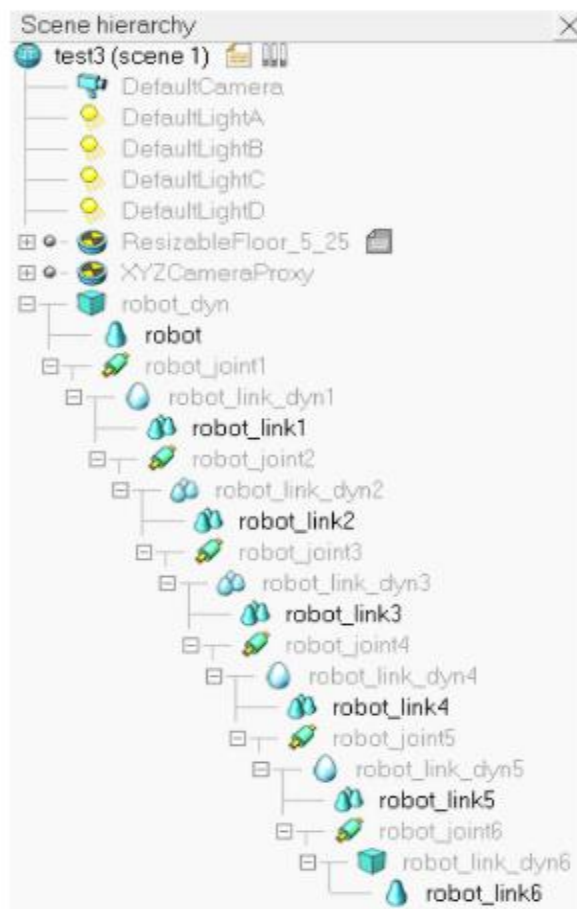 Scene hierarchy
test3 (scene 1)
DefaultCamera
DefaultLightA
DefaultLightB
DefaultLightC
DefaultLightD
ResizableFloor_5_25
XYZCameraProxy
robot_dyn
robot
robot_joint1
robot_link_dyn1
robot_link1
robot_joint2
robot_link_dyn2
robot_link2
robot_joint3
robot_link_dyn3
robot_link3
robot_joint4
robot_link_dyn4
robot_link4
robot_joint5
robot_link_dyn5
robot_link5
robot_joint6
robot_link_dyn6
robot_link6